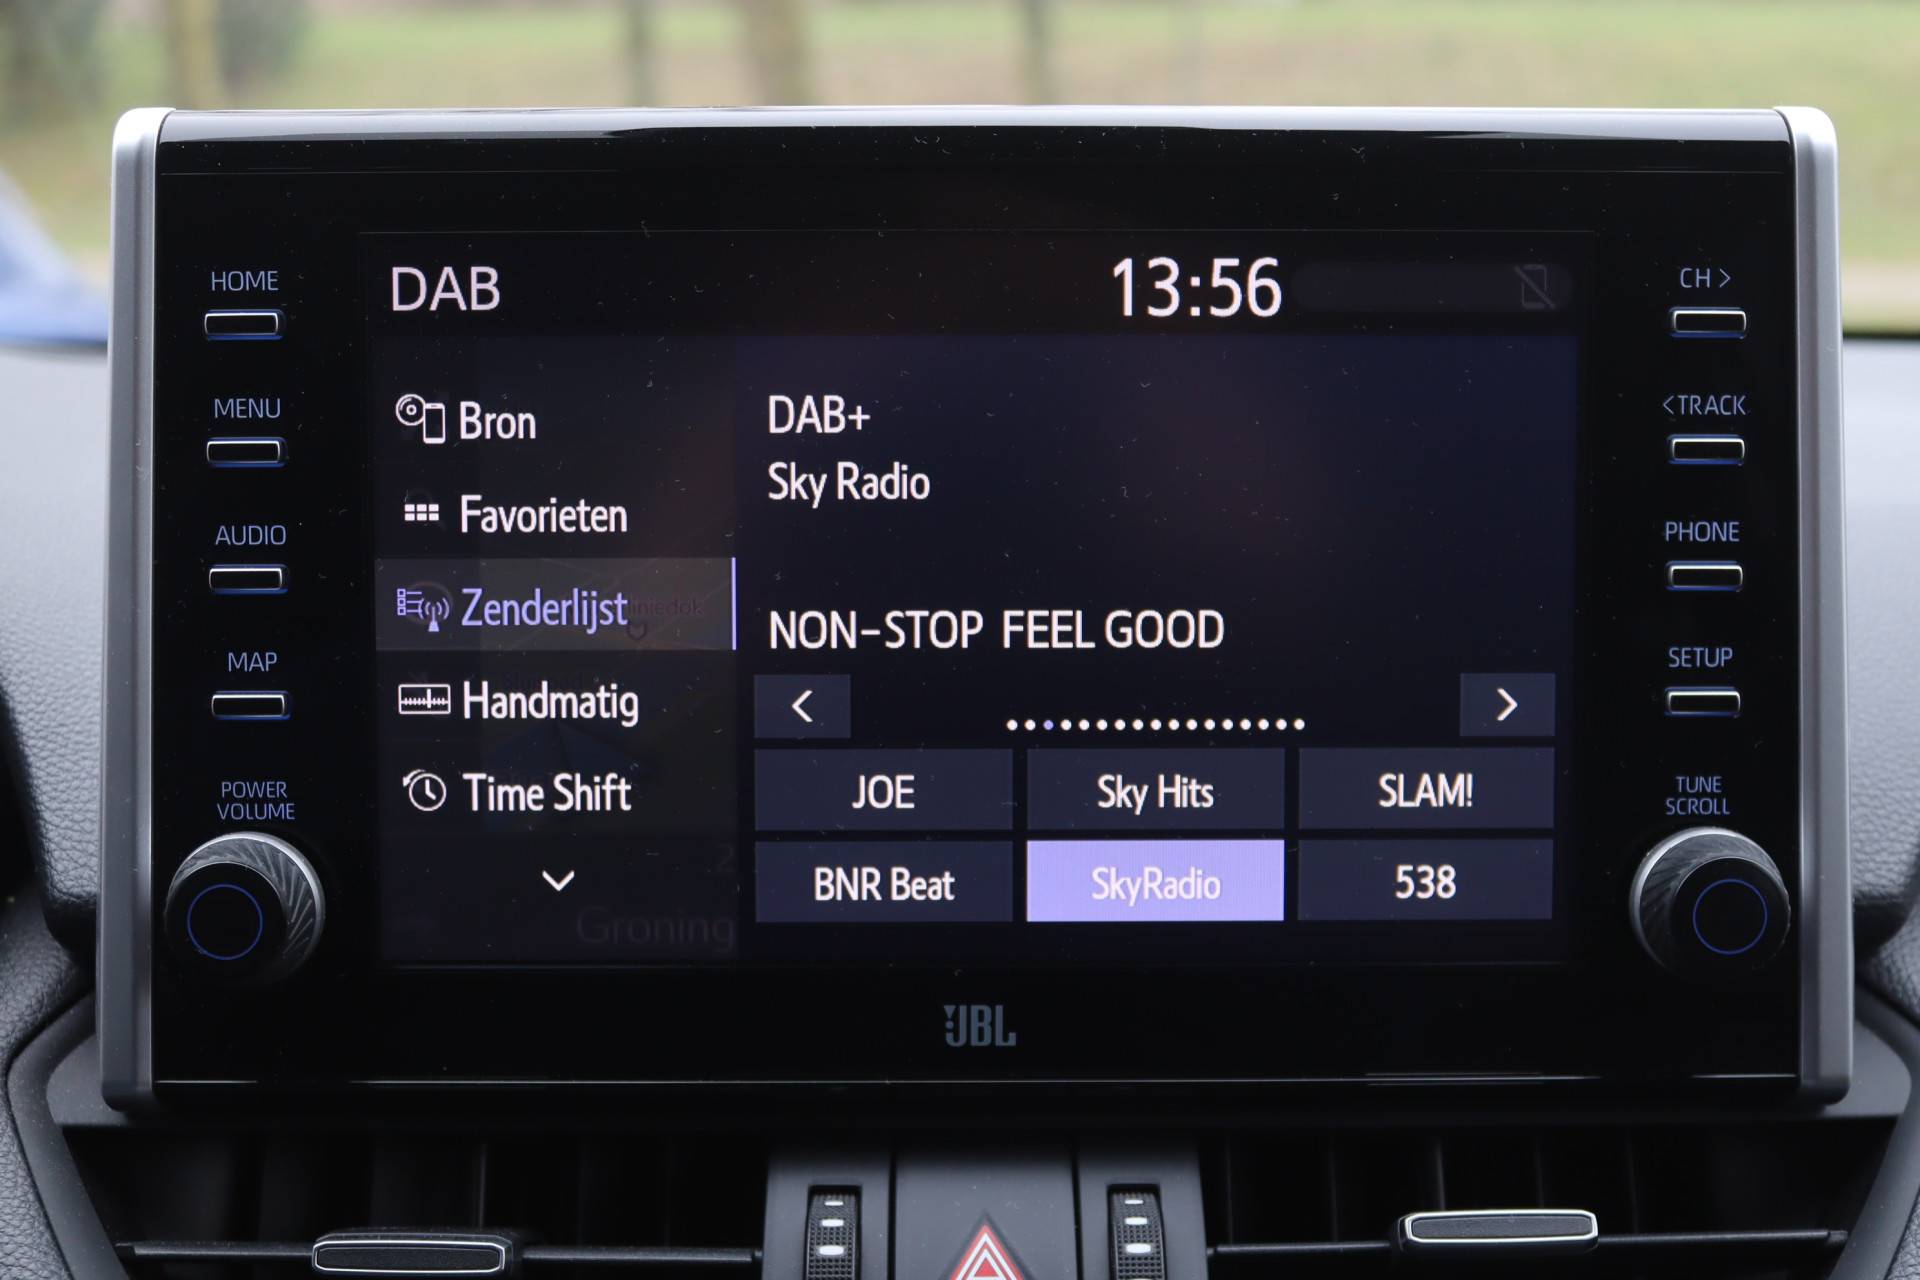 DAB
13:56
HOME
MENU
AUDIO
MAP
POWER
VOLUME
Bron
Favorieten
Zenderlijst
Handmatig
Time Shift
DAB+
Sky Radio
NON-STOP FEEL GOOD
JOE
Sky Hits
SLAM!
BNR Beat
SkyRadio
538
CH >
<TRACK
PHONE
SETUP
TUNE
SCROLL
JBL